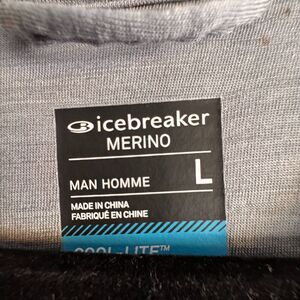 icebreaker
MERINO
MAN HOMME L
MADE IN CHINA
FABRIQUÉ EN CHINE
COOL-LITE™